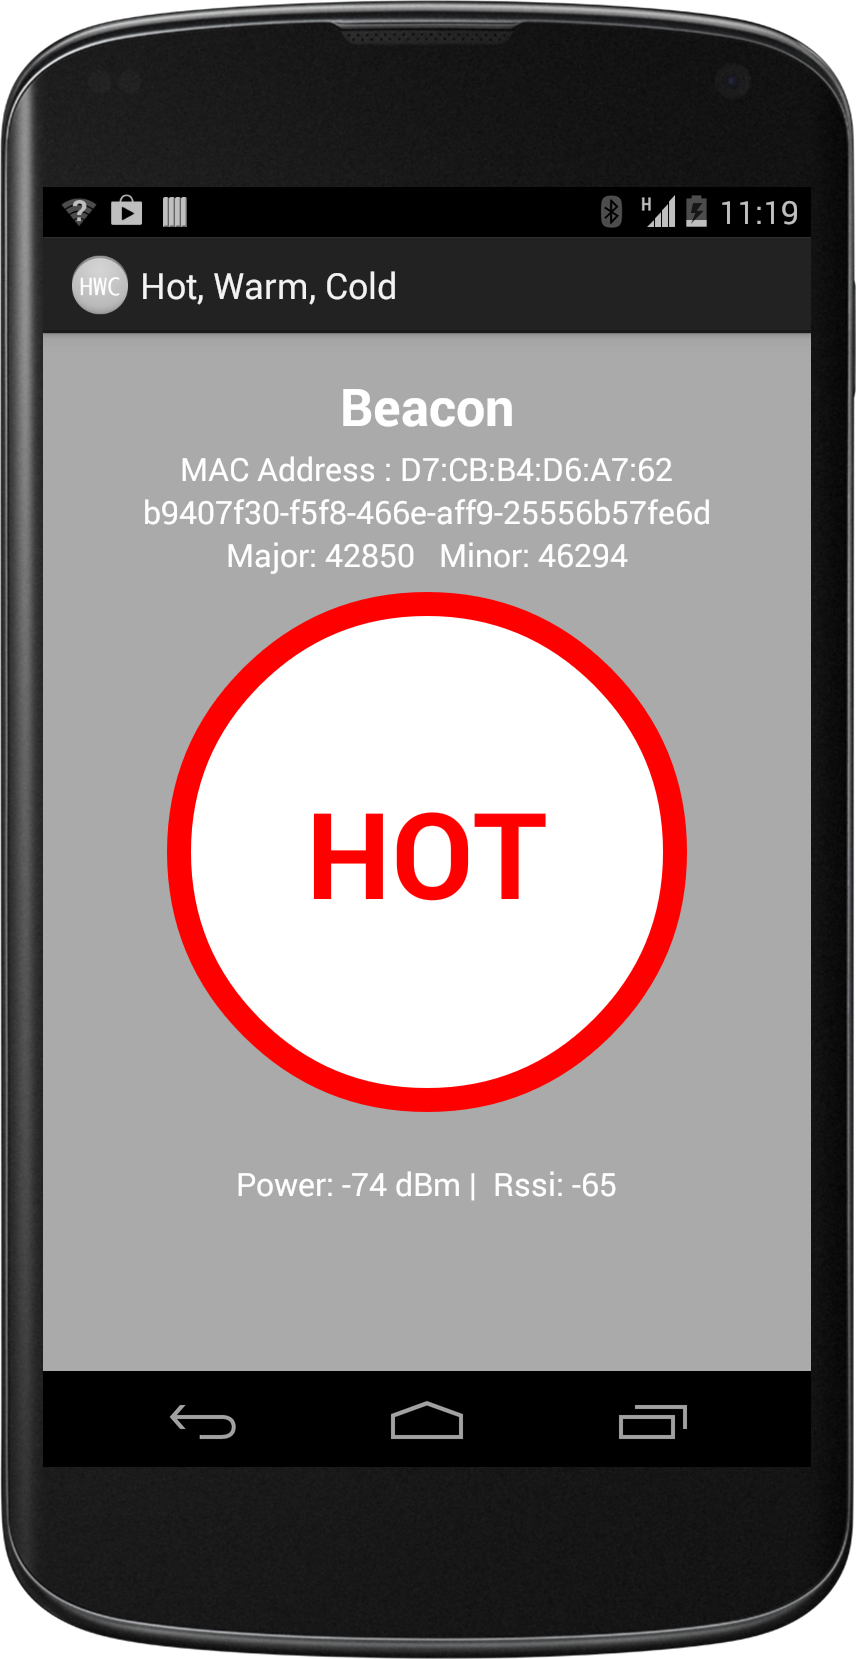 H 11:19
HWC Hot, Warm, Cold
Beacon
MAC Address : D7:CB:B4:D6:A7:62
b9407f30-f5f8-466e-aff9-25556b57fe6d
Major: 42850 Minor: 46294
HOT
Power: -74 dBm | Rssi: -65